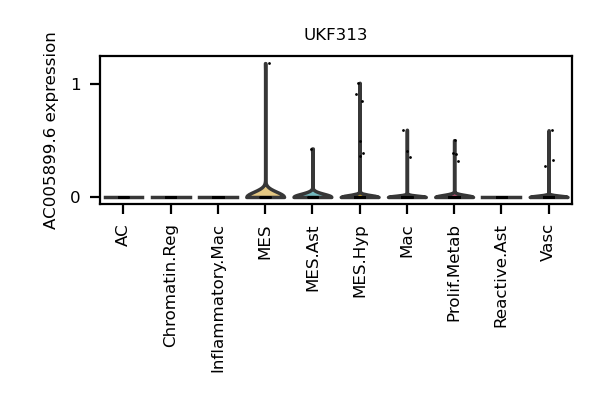 UKF313
AC005899.6 expression
1
0
AC
Chromatin.Reg
Inflammatory.Mac
MES
MES.Ast
MES.Hyp
Mac
Prolif.Metab
Reactive.Ast
Vasc